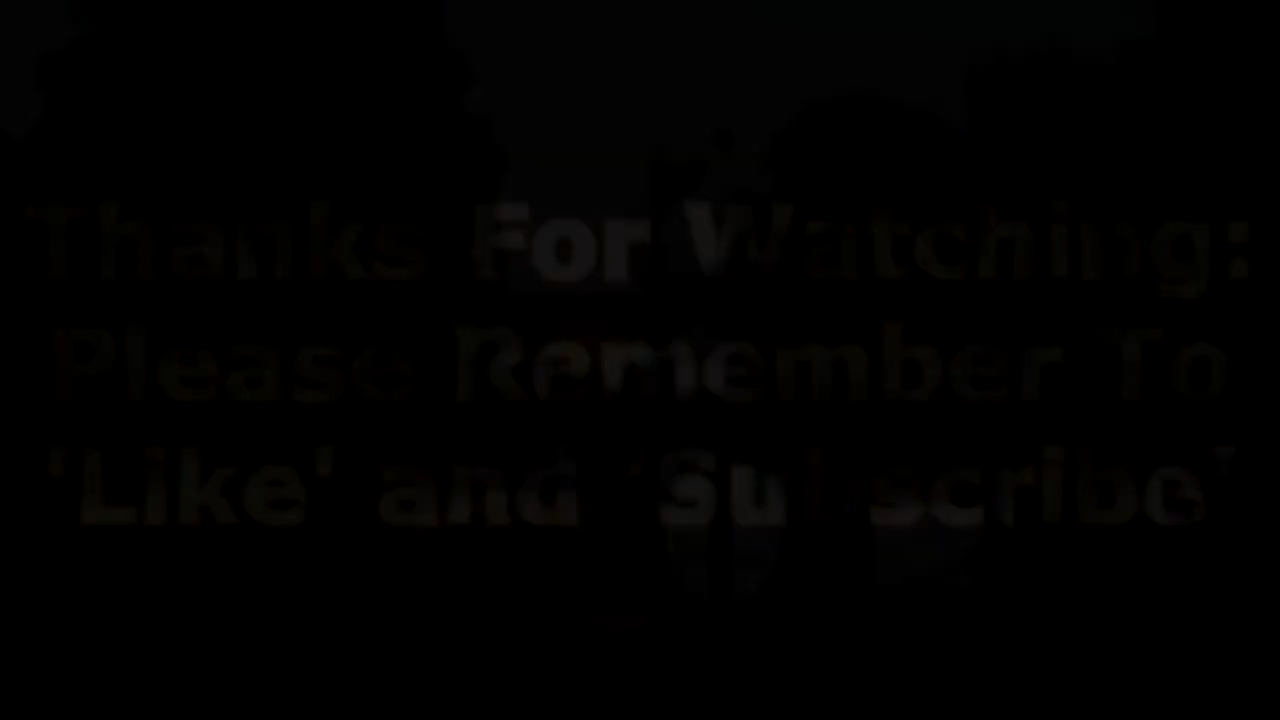 Thanks For Watching:
Please Remember To
'Like' and 'Subscribe'